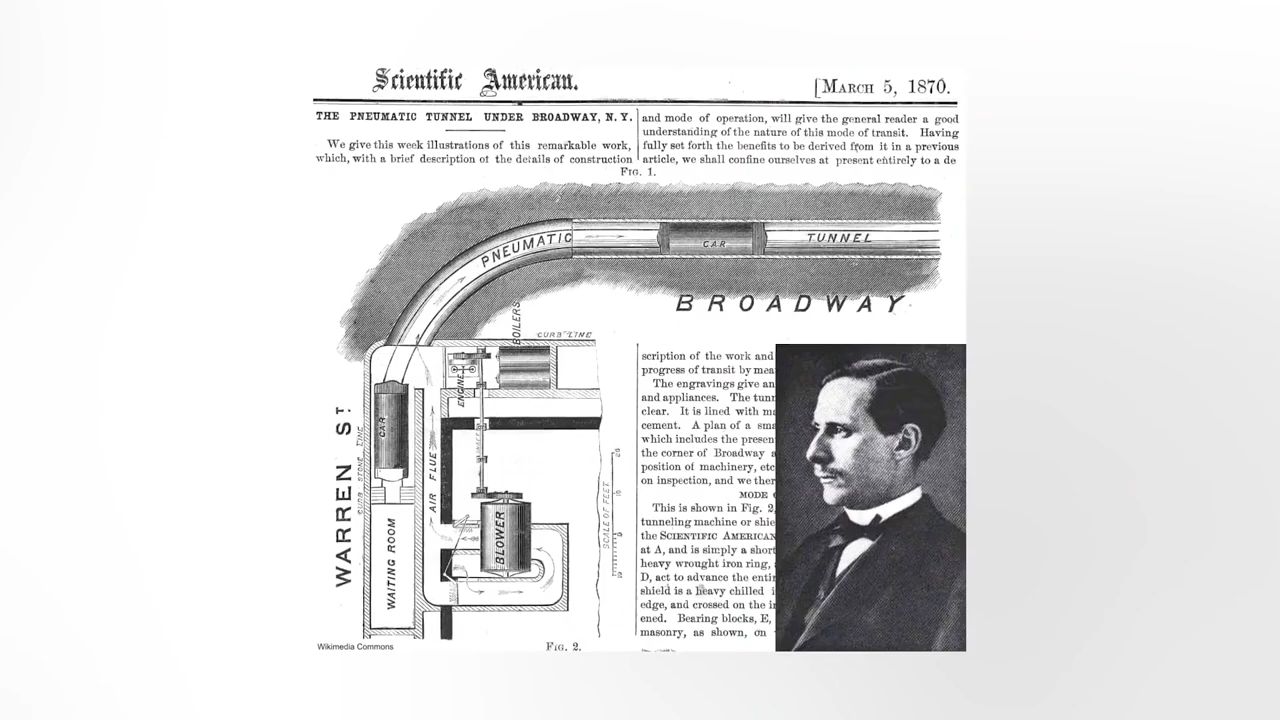 Scientific American.
[MARCH 5, 1870.
THE PNEUMATIC TUNNEL UNDER BROADWAY, N. Y.
We give this week illustrations of this remarkable work,
which, with a brief description of the details of construction
and mode of operation, will give the general reader a good
understanding of the nature of this mode of transit. Having
fully set forth the benefits to be derived from it in a previous
article, we shall confine ourselves at present entirely to a de
FIG. 1.
PNEUMATIC
CAR
TUNNEL
BROADWAY
BOILERS
CURB LINE
ENGINE
CAR
WARREN ST
CURB STONE LINE
AIR FLUE
BLOWER
WAITING ROOM
SCALE OF FEET
scription of the work and
progress of transit by mea
The engravings give an
and appliances. The tunn
clear. It is lined with ma
cement. A plan of a sma
which includes the presen
the corner of Broadway a
position of machinery, etc
on inspection, and we ther
MODE
This is shown in Fig. 2,
tunneling machine or shie
the SCIENTIFIC AMERICAN
at A, and is simply a short
heavy wrought iron ring,
D, act to advance the entir
shield is a heavy chilled i
edge, and crossed on the in
ened. Bearing blocks, E,
masonry, as shown, on
Wikimedia Commons
FIG. 2.